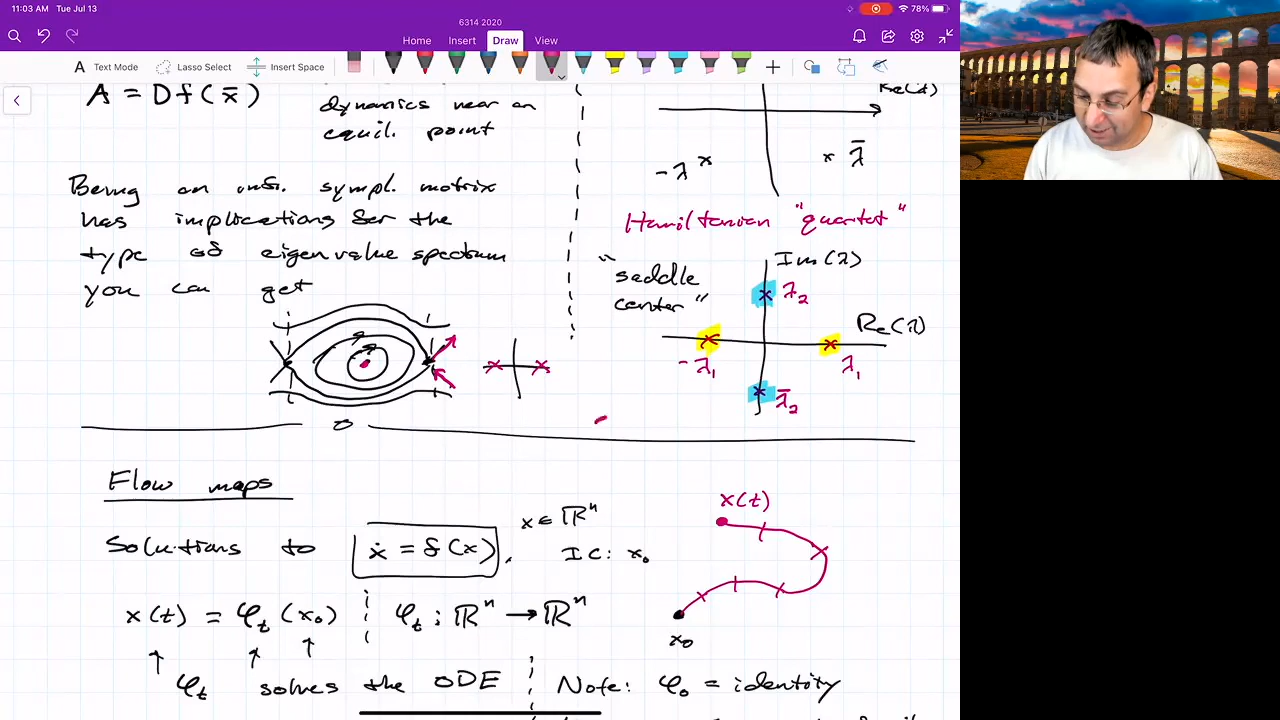 11:03 AM Tue Jul 13
78%
6314 2020
Home Insert Draw View
Text Mode Lasso Select Insert Space
A = Df(x̄)
dynamics near an
equil. point
Being an inf. sympl. matrix
has implications for the
type of eigenvalue spectrum
you can get
Re(λ)
-λ
λ̄
Hamiltonian "quartet"
"saddle
center"
Im(λ)
λ₂
Re(λ)
-λ₁
λ₁
λ̄₂
0
Flow maps
Solutions to ẋ = f(x), x ∈ ℝⁿ IC: x₀
x(t) = φₜ(x₀) φₜ : ℝⁿ → ℝⁿ
φₜ solves the ODE
Note: φ₀ = identity
x(t)
x₀